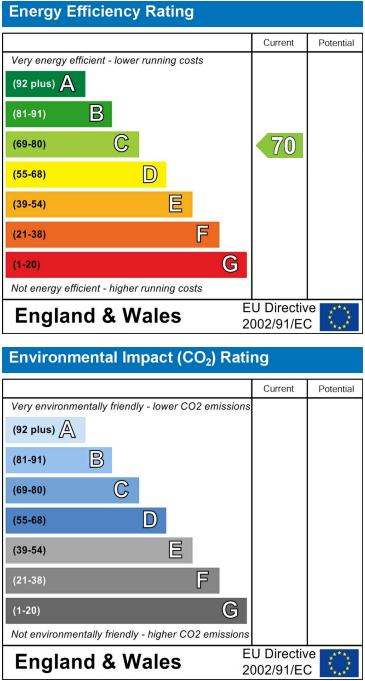 Energy Efficiency Rating
Current Potential
Very energy efficient - lower running costs
(92 plus) A
(81-91) B
(69-80) C
70
(55-68) D
(39-54) E
(21-38) F
(1-20) G
Not energy efficient - higher running costs
England & Wales
EU Directive
2002/91/EC
Environmental Impact (CO₂) Rating
Current Potential
Very environmentally friendly - lower CO2 emissions
(92 plus) A
(81-91) B
(69-80) C
(55-68) D
(39-54) E
(21-38) F
(1-20) G
Not environmentally friendly - higher CO2 emissions
England & Wales
EU Directive
2002/91/EC